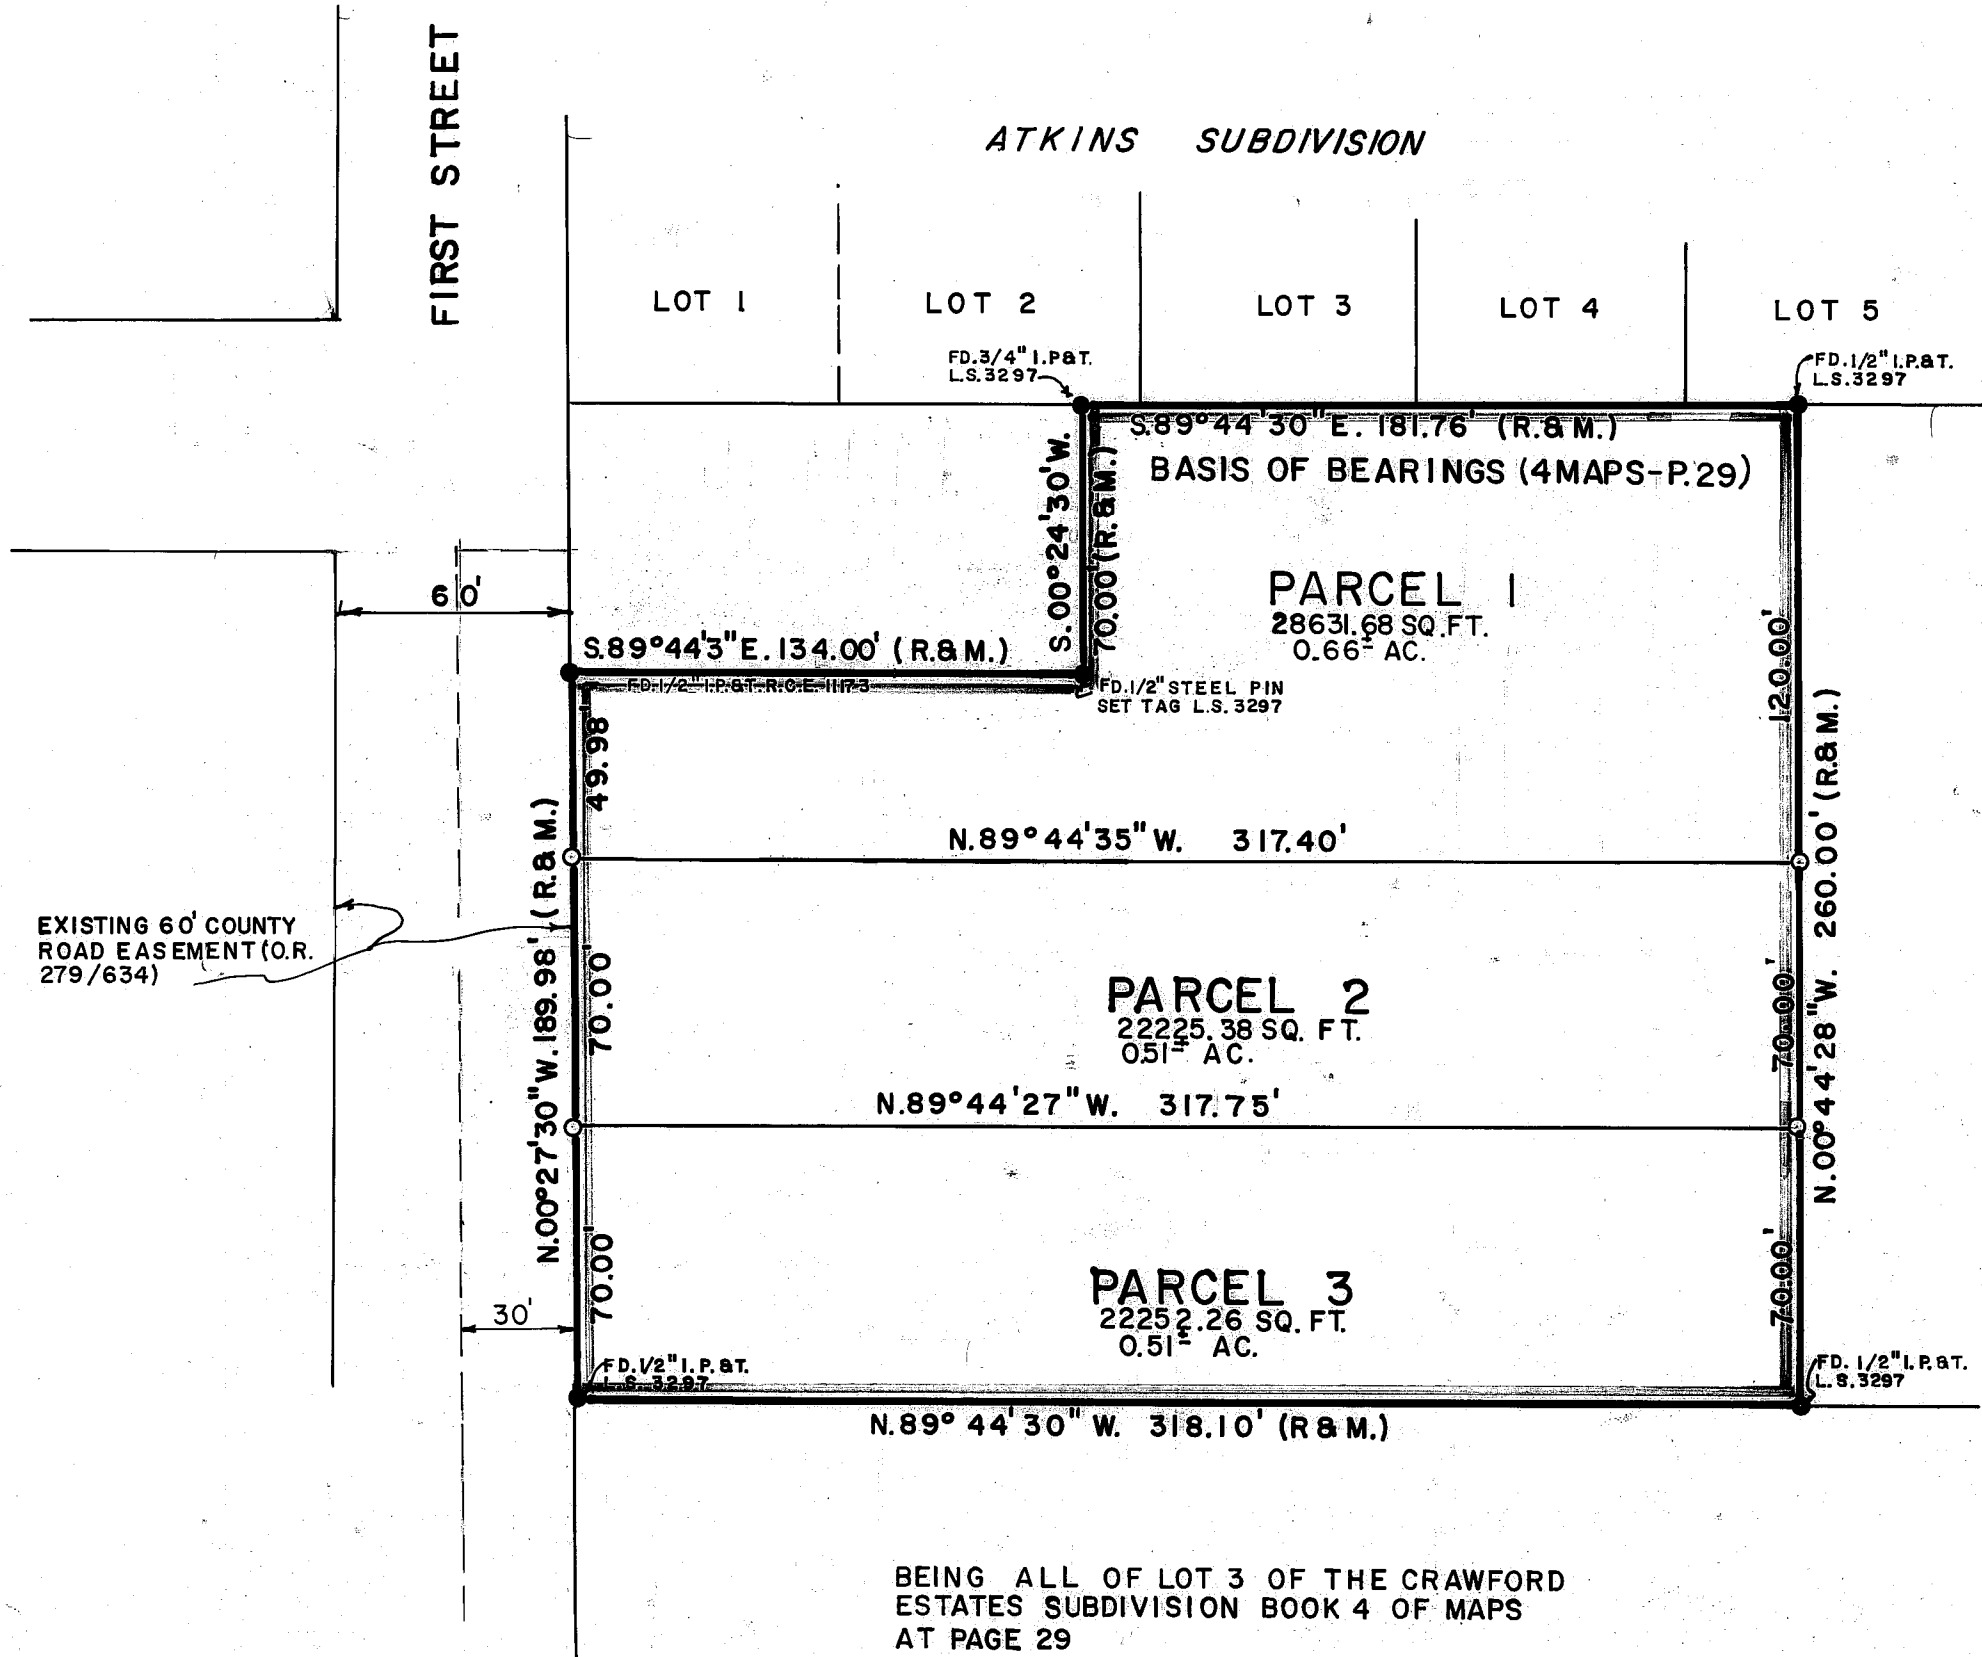 FIRST STREET
ATKINS SUBDIVISION
LOT 1
LOT 2
LOT 3
LOT 4
LOT 5
FD.3/4" I.P.&T.
L.S.3297
FD.1/2" I.P.&T.
L.S.3297
S.89°44'30"E. 181.76' (R.&M.)
BASIS OF BEARINGS (4MAPS-P.29)
S.00°24'30"W.
70.00' (R.&M.)
PARCEL 1
28631.68 SQ.FT.
0.66± AC.
60'
S.89°44'3"E. 134.00' (R.&M.)
FD.1/2" I.P.&T. R.C.E. 11173
FD.1/2" STEEL PIN
SET TAG L.S.3297
49.98'
120.00'
N.89°44'35"W. 317.40'
N.00°27'30"W. 189.98' (R.&M.)
N.00°44'28"W. 260.00' (R.&M.)
EXISTING 60' COUNTY
ROAD EASEMENT (O.R.
279/634)
70.00'
70.00'
PARCEL 2
22225.38 SQ. FT.
0.51± AC.
N.89°44'27"W. 317.75'
PARCEL 3
22252.26 SQ. FT.
0.51± AC.
70.00'
70.00'
30'
FD.1/2" I.P.&T.
L.S.3297
FD. 1/2" I.P.&T.
L.S.3297
N.89°44'30"W. 318.10' (R&M.)
BEING ALL OF LOT 3 OF THE CRAWFORD
ESTATES SUBDIVISION BOOK 4 OF MAPS
AT PAGE 29